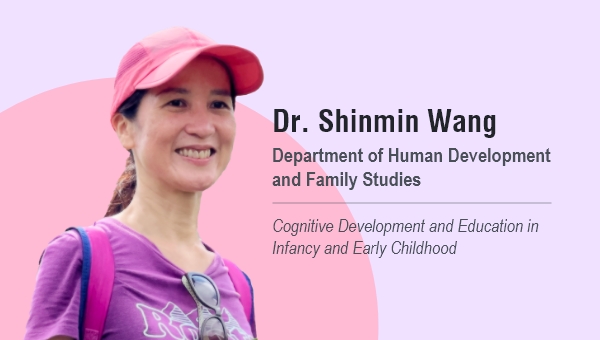 Dr. Shinmin Wang
Department of Human Development
and Family Studies
Cognitive Development and Education in
Infancy and Early Childhood